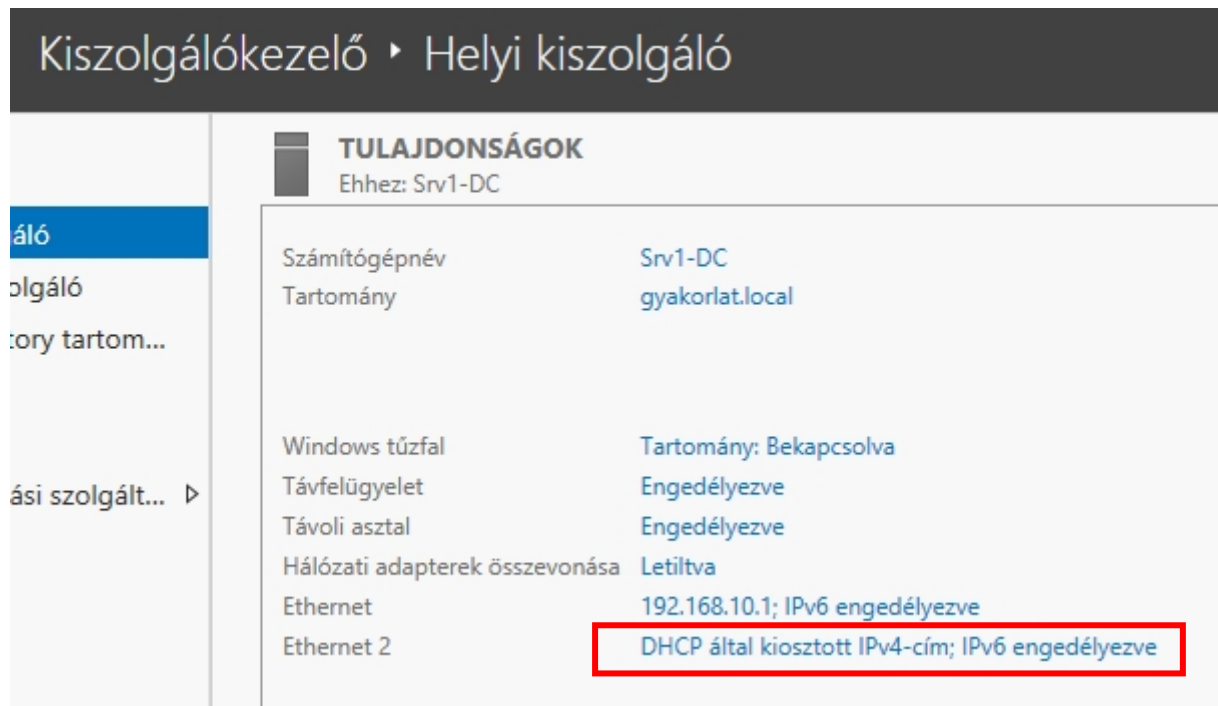 Kiszolgálókezelő ‣ Helyi kiszolgáló
TULAJDONSÁGOK
Ehhez: Srv1-DC
áló
olgáló
tory tartom...
ási szolgált...
Számítógépnév Srv1-DC
Tartomány gyakorlat.local
Windows tűzfal Tartomány: Bekapcsolva
Távfelügyelet Engedélyezve
Távoli asztal Engedélyezve
Hálózati adapterek összevonása Letiltva
Ethernet 192.168.10.1; IPv6 engedélyezve
Ethernet 2 DHCP által kiosztott IPv4-cím; IPv6 engedélyezve